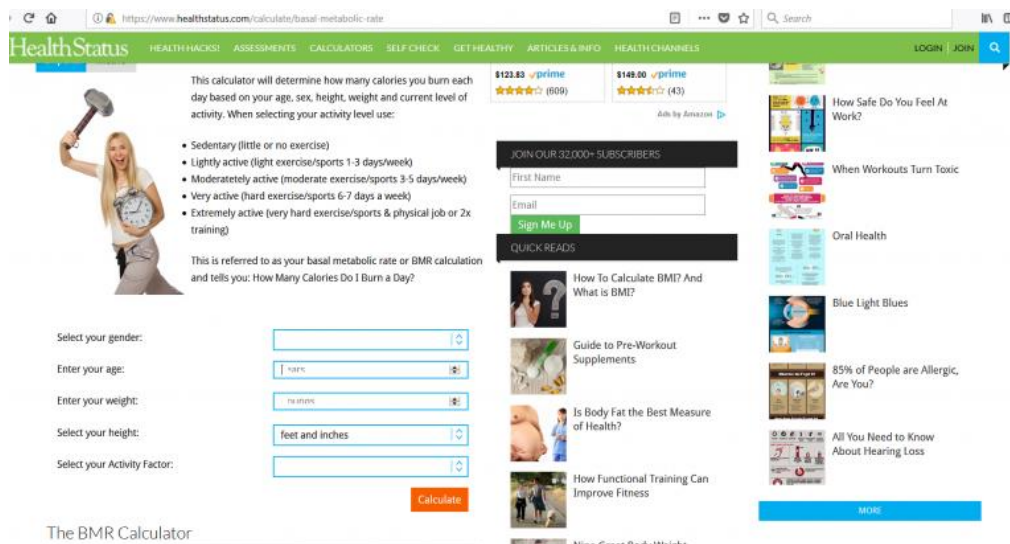 https://www.healthstatus.com/calculate/basal-metabolic-rate
Search
HealthStatus
HEALTH HACKS!
ASSESSMENTS
CALCULATORS
SELF CHECK
GET HEALTHY
ARTICLES & INFO
HEALTH CHANNELS
LOGIN
JOIN
This calculator will determine how many calories you burn each
day based on your age, sex, height, weight and current level of
activity. When selecting your activity level use:
• Sedentary (little or no exercise)
• Lightly active (light exercise/sports 1-3 days/week)
• Moderatetely active (moderate exercise/sports 3-5 days/week)
• Very active (hard exercise/sports 6-7 days a week)
• Extremely active (very hard exercise/sports & physical job or 2x
training)
This is referred to as your basal metabolic rate or BMR calculation
and tells you: How Many Calories Do I Burn a Day?
Select your gender:
Enter your age:
Enter your weight:
Select your height:
feet and inches
Select your Activity Factor:
Calculate
The BMR Calculator
$123.83 prime
(609)
$149.00 prime
(43)
Ads by Amazon
JOIN OUR 32,000+ SUBSCRIBERS
First Name
Email
Sign Me Up
QUICK READS
How To Calculate BMI? And
What is BMI?
Guide to Pre-Workout
Supplements
Is Body Fat the Best Measure
of Health?
How Functional Training Can
Improve Fitness
How Safe Do You Feel At
Work?
When Workouts Turn Toxic
Oral Health
Blue Light Blues
85% of People are Allergic,
Are You?
All You Need to Know
About Hearing Loss
MORE